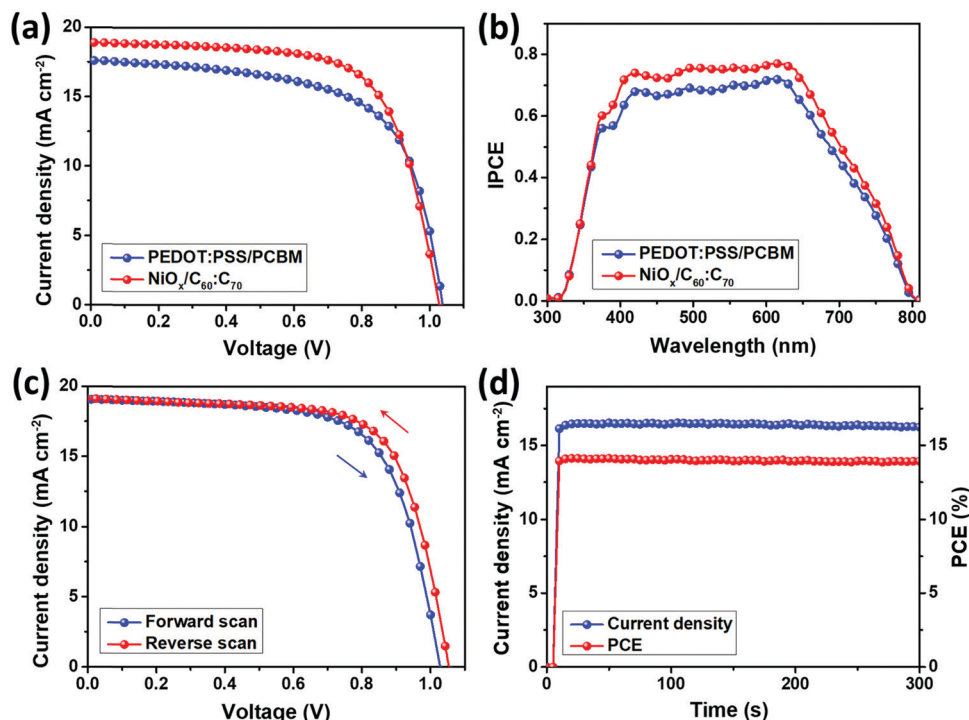 (a)
Current density (mA cm⁻²)
20
15
10
5
0
PEDOT:PSS/PCBM
NiOₓ/C₆₀:C₇₀
0.0 0.2 0.4 0.6 0.8 1.0
Voltage (V)
(b)
IPCE
0.8
0.6
0.4
0.2
0.0
PEDOT:PSS/PCBM
NiOₓ/C₆₀:C₇₀
300 400 500 600 700 800
Wavelength (nm)
(c)
Current density (mA cm⁻²)
20
15
10
5
0
Forward scan
Reverse scan
0.0 0.2 0.4 0.6 0.8 1.0
Voltage (V)
(d)
Current density (mA cm⁻²)
20
15
10
5
0
Current density
PCE
15
10
5
0
PCE (%)
0 100 200 300
Time (s)